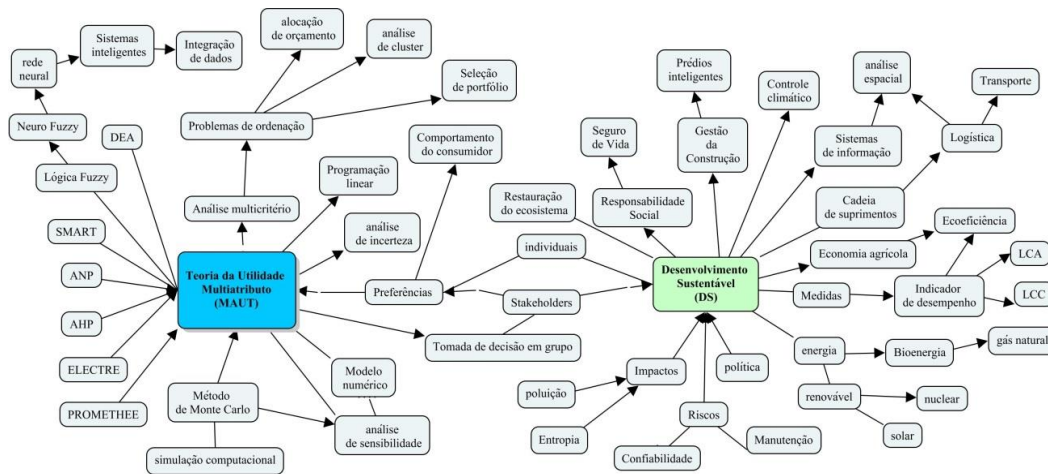 Sistemas
inteligentes
Integração
de dados
rede
neural
Neuro Fuzzy
Lógica Fuzzy
DEA
SMART
ANP
AHP
ELECTRE
PROMETHEE
alocação
de orçamento
análise
de cluster
Seleção
de portfólio
Problemas de ordenação
Análise multicritério
Programação
linear
análise
de incerteza
Comportamento
do consumidor
Teoria da Utilidade
Multiatributo
(MAUT)
Preferências
individuais
Stakeholders
Tomada de decisão em grupo
Modelo
numérico
Método
de Monte Carlo
análise
de sensibilidade
simulação computacional
Prédios
inteligentes
Controle
climático
análise
espacial
Transporte
Seguro
de Vida
Gestão
da
Construção
Sistemas
de informação
Logística
Restauração
do ecosistema
Responsabilidade
Social
Cadeia
de suprimentos
Ecoeficiência
Economia agrícola
Desenvolvimento
Sustentável
(DS)
Medidas
Indicador
de desempenho
LCA
LCC
energia
Bioenergia
gás natural
renovável
nuclear
solar
Impactos
política
poluição
Entropia
Riscos
Confiabilidade
Manutenção